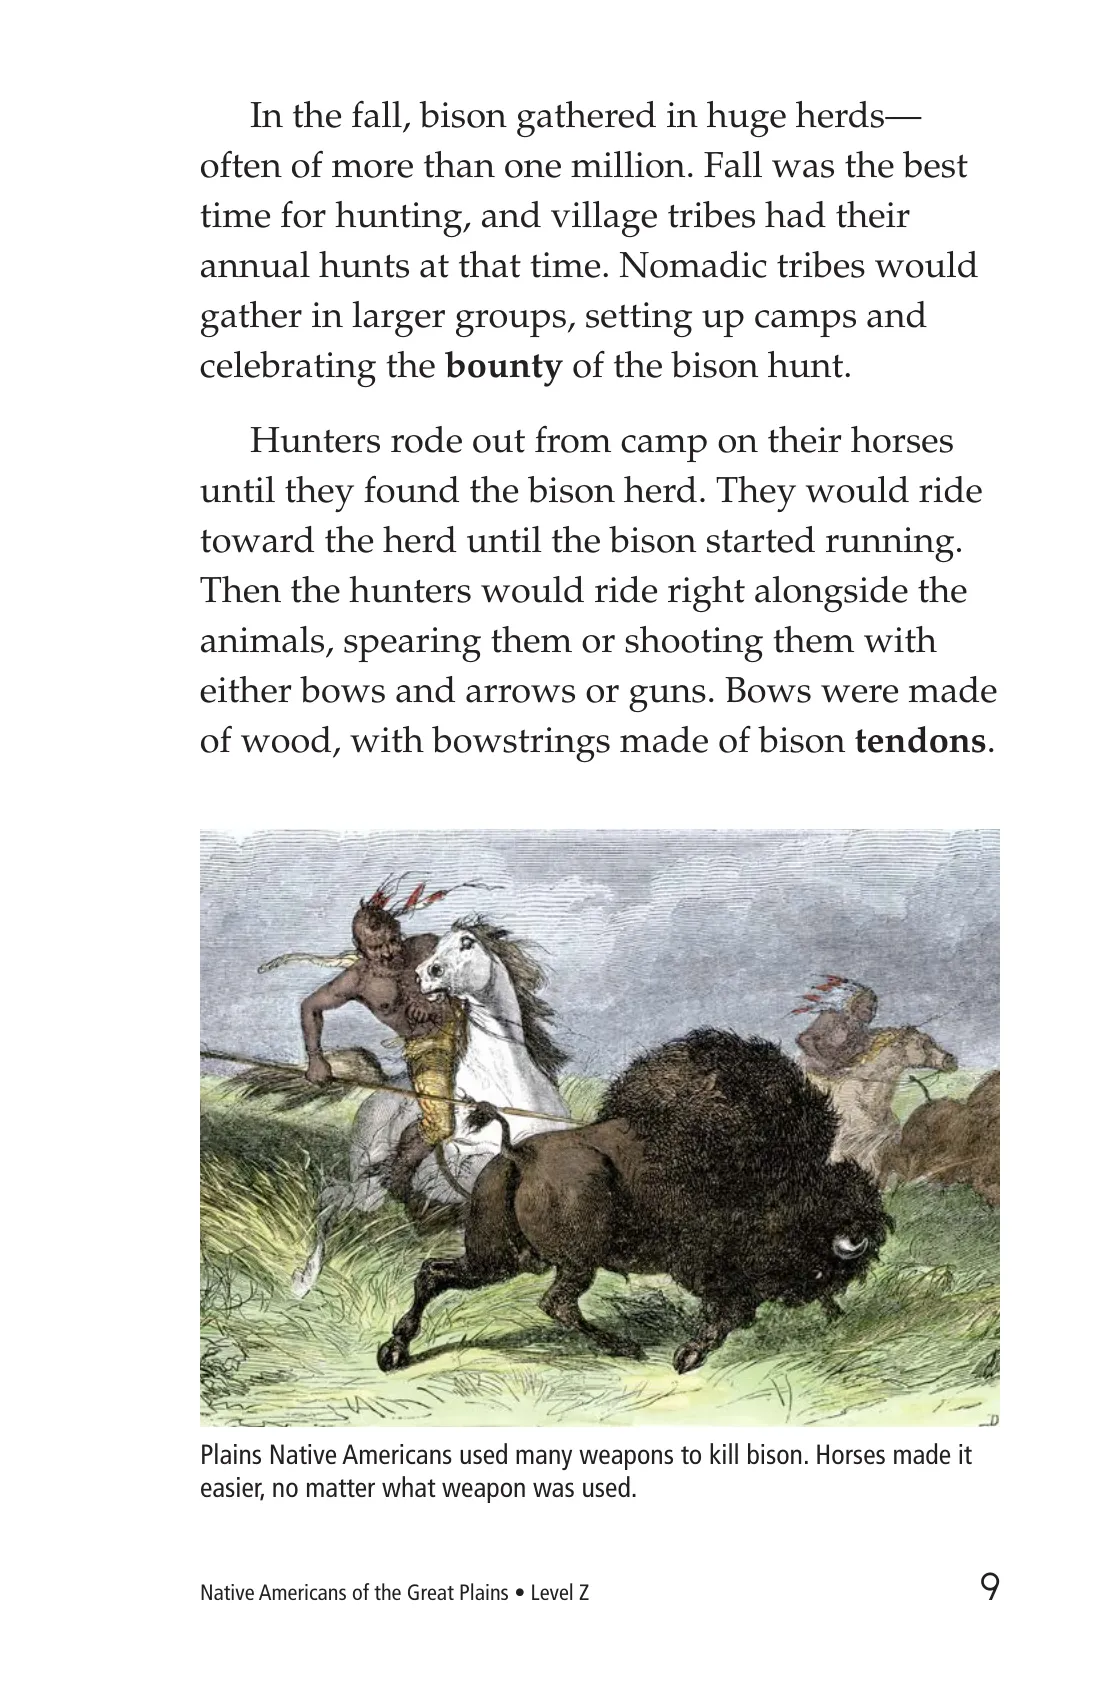 In the fall, bison gathered in huge herds—
often of more than one million. Fall was the best
time for hunting, and village tribes had their
annual hunts at that time. Nomadic tribes would
gather in larger groups, setting up camps and
celebrating the bounty of the bison hunt.
Hunters rode out from camp on their horses
until they found the bison herd. They would ride
toward the herd until the bison started running.
Then the hunters would ride right alongside the
animals, spearing them or shooting them with
either bows and arrows or guns. Bows were made
of wood, with bowstrings made of bison tendons.
Plains Native Americans used many weapons to kill bison. Horses made it
easier, no matter what weapon was used.
Native Americans of the Great Plains • Level Z 9